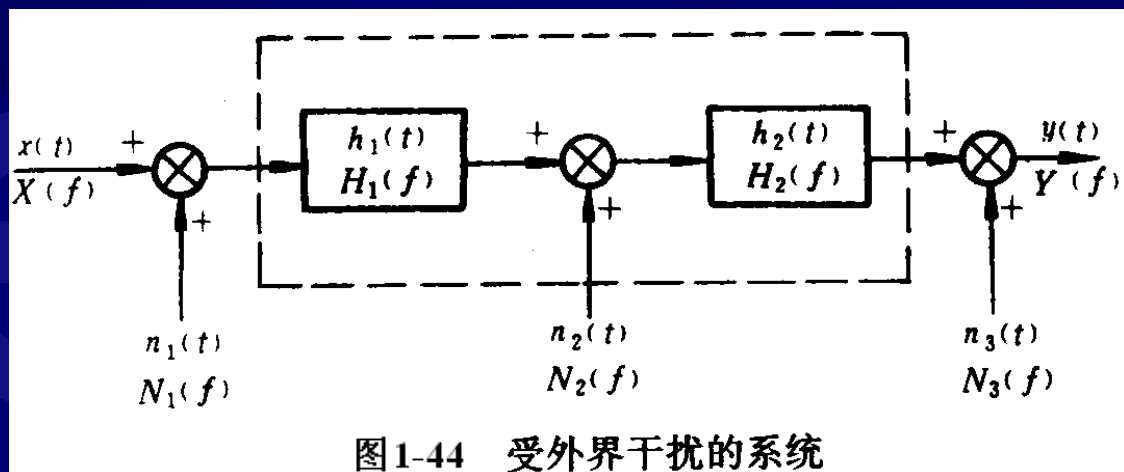 x(t)
X(f)
+
+
n₁(t)
N₁(f)
h₁(t)
H₁(f)
+
+
n₂(t)
N₂(f)
h₂(t)
H₂(f)
+
+
n₃(t)
N₃(f)
y(t)
Y(f)
图1-44 受外界干扰的系统